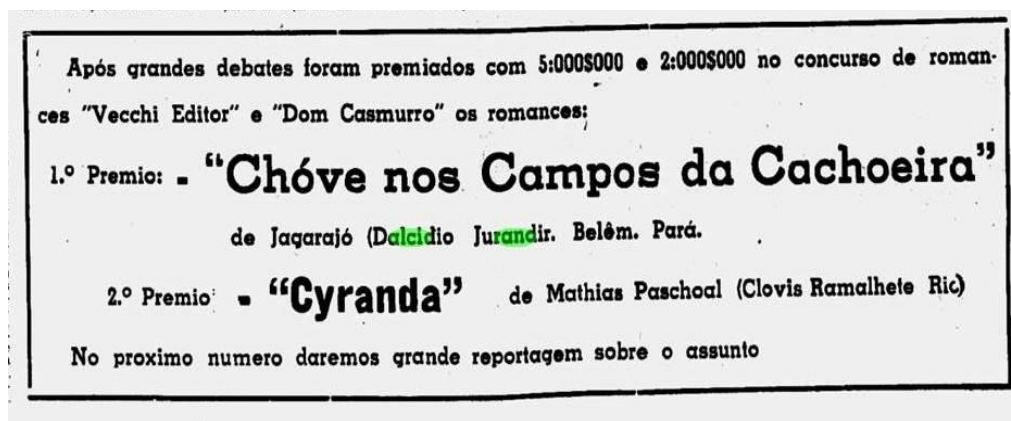 Após grandes debates foram premiados com 5:000$000 e 2:000$000 no concurso de roman-
ces "Vecchi Editor" e "Dom Casmurro" os romances:
1.º Premio: - "Chóve nos Campos da Cachoeira"
de Jagarajó (Dalcidio Jurandir. Belêm. Pará.
2.º Premio: - "Cyranda" de Mathias Paschoal (Clovis Ramalhete Ric)
No proximo numero daremos grande reportagem sobre o assunto